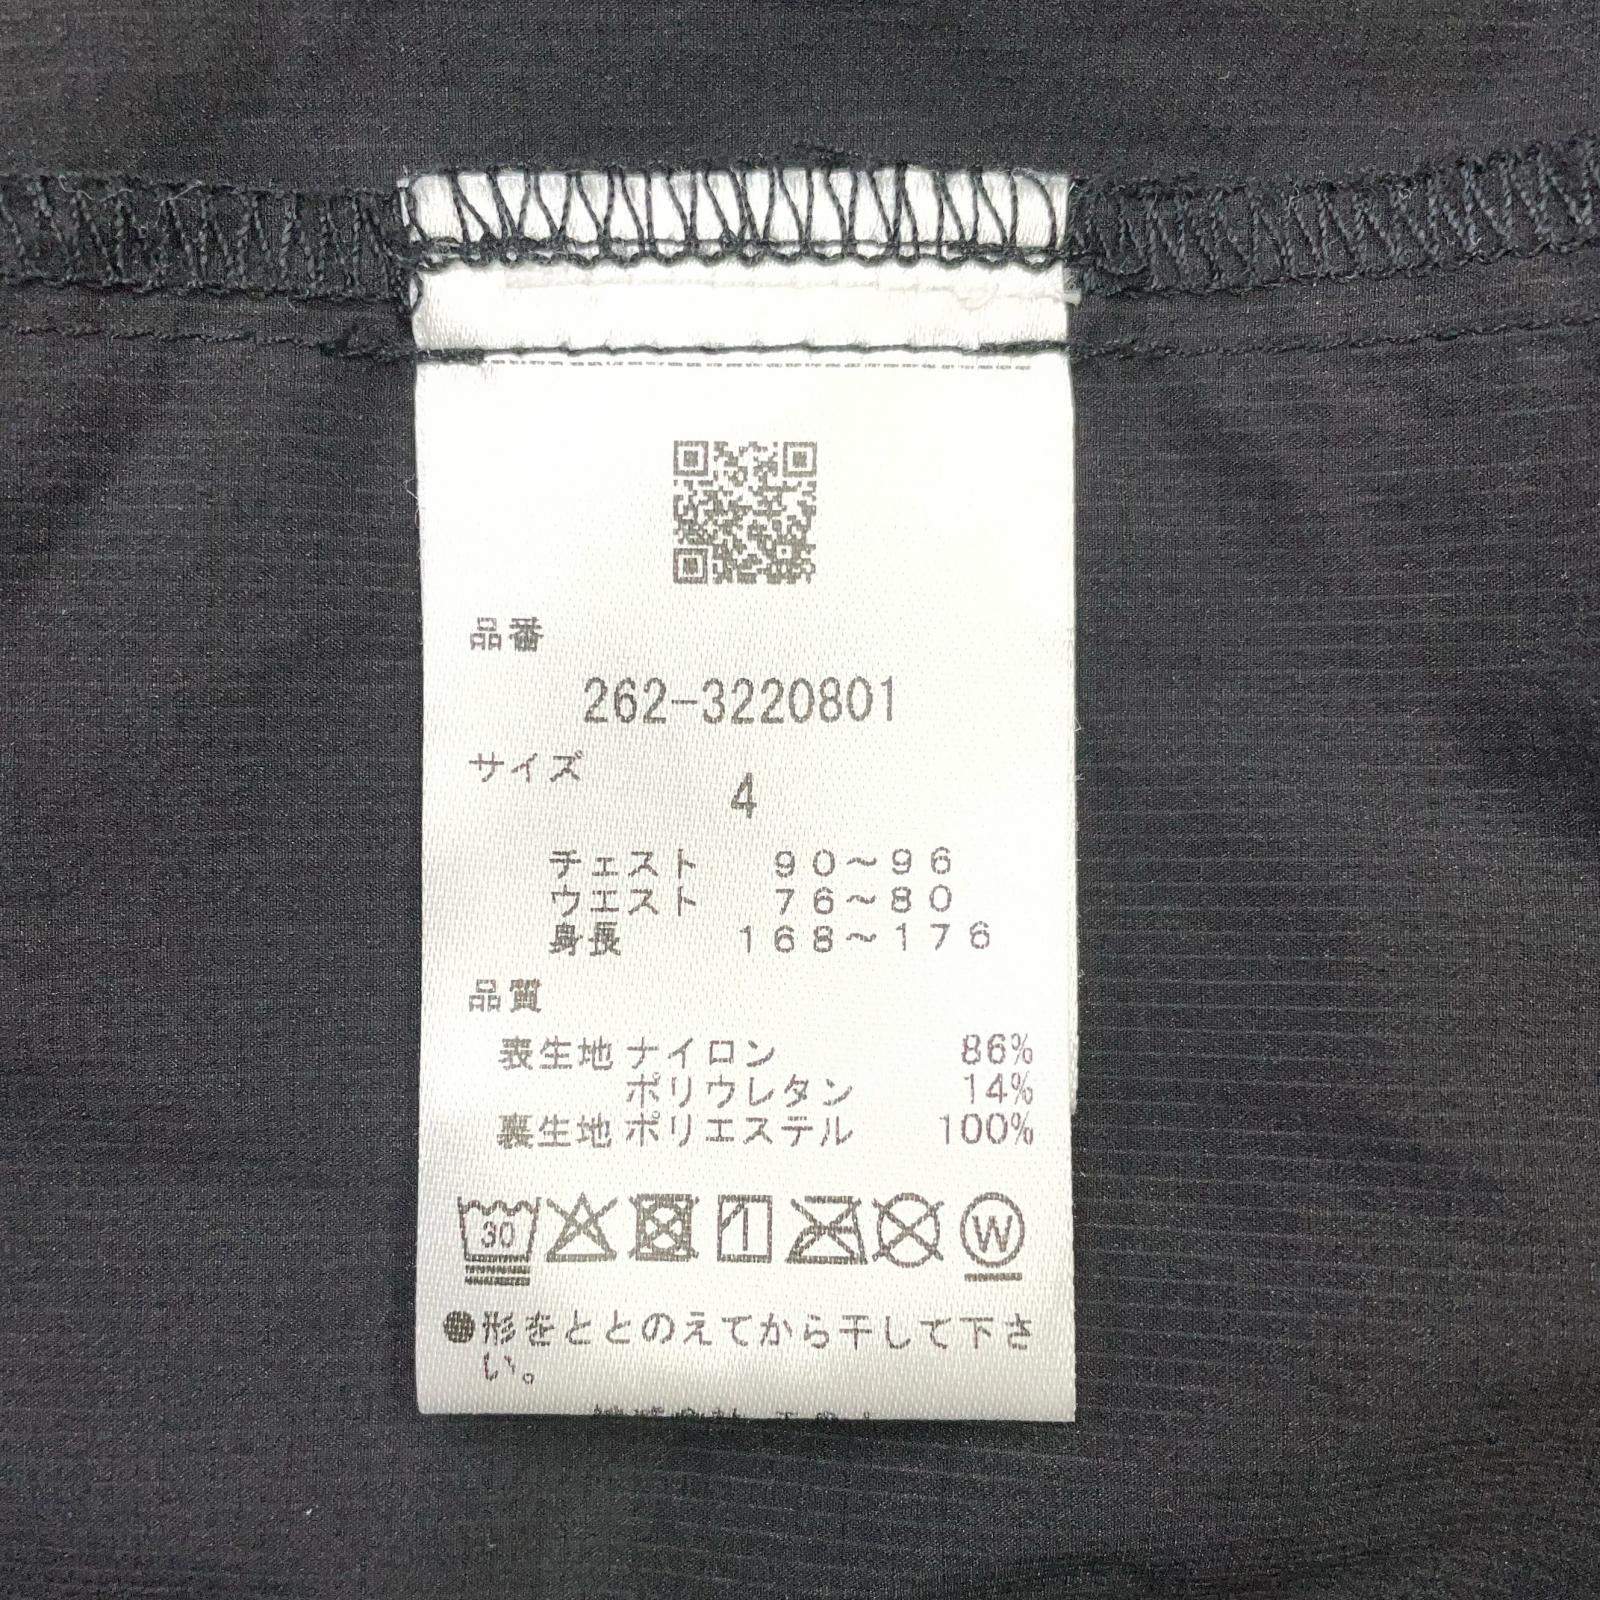 品番
262-3220801
サイズ
4
チェスト 90～96
ウエスト 76～80
身長 168～176
品質
表生地 ナイロン 86%
ポリウレタン 14%
裏生地 ポリエステル 100%
30
W
●形をととのえてから干して下さ
い。